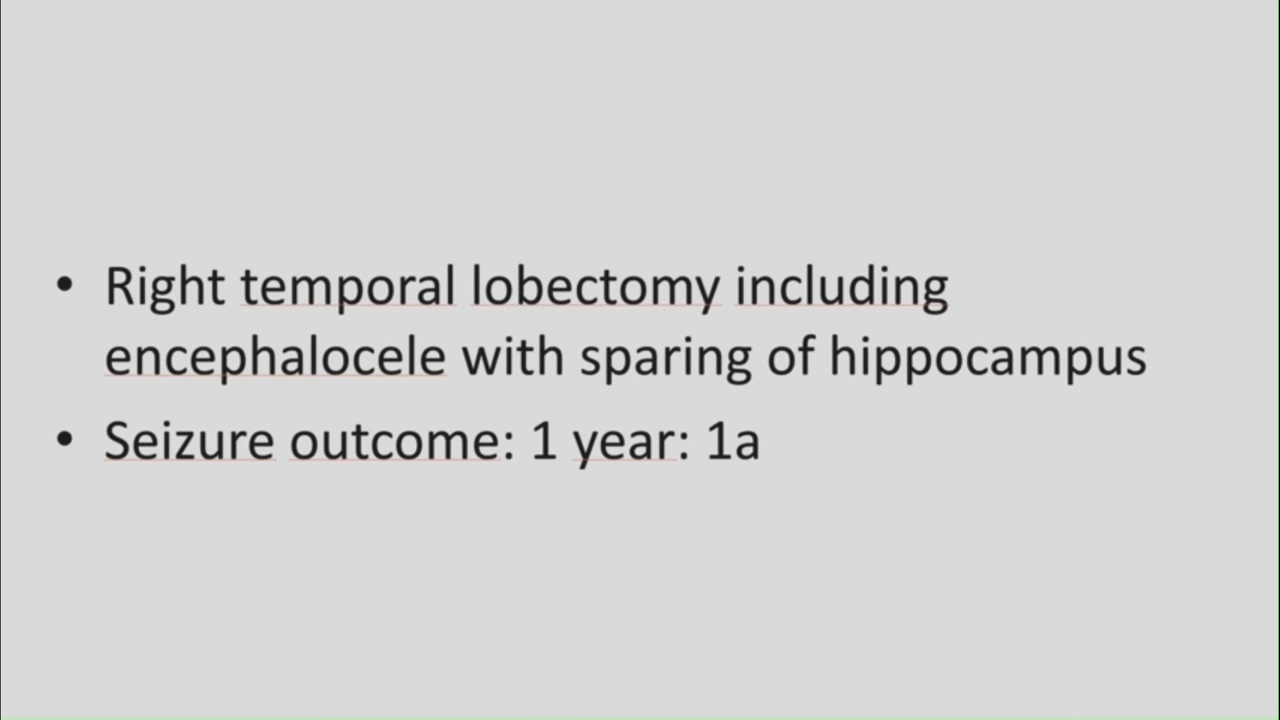 • Right temporal lobectomy including
encephalocele with sparing of hippocampus
• Seizure outcome: 1 year: 1a